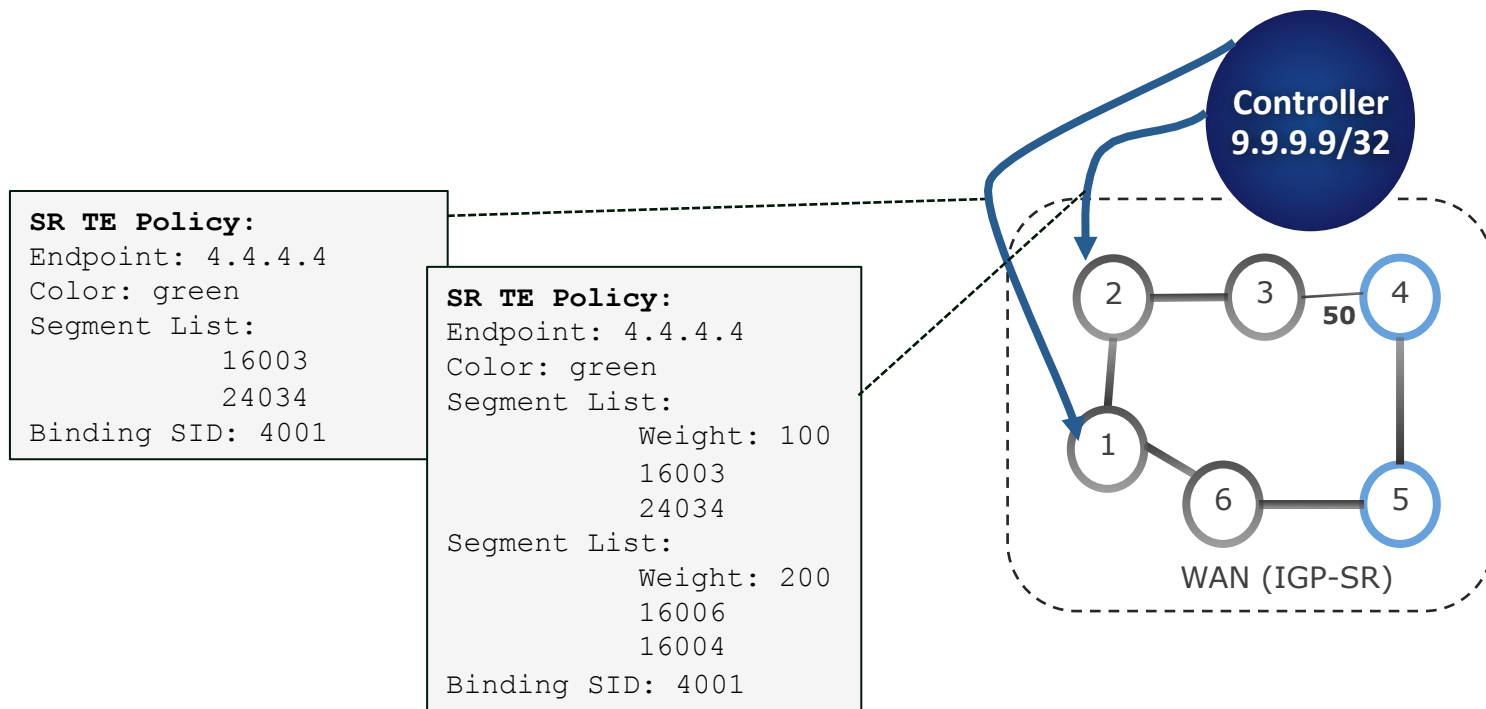 Controller
9.9.9.9/32
SR TE Policy:
Endpoint: 4.4.4.4
Color: green
Segment List:
16003
24034
Binding SID: 4001
SR TE Policy:
Endpoint: 4.4.4.4
Color: green
Segment List:
Weight: 100
16003
24034
Segment List:
Weight: 200
16006
16004
Binding SID: 4001
2
3
4
50
1
6
5
WAN (IGP-SR)